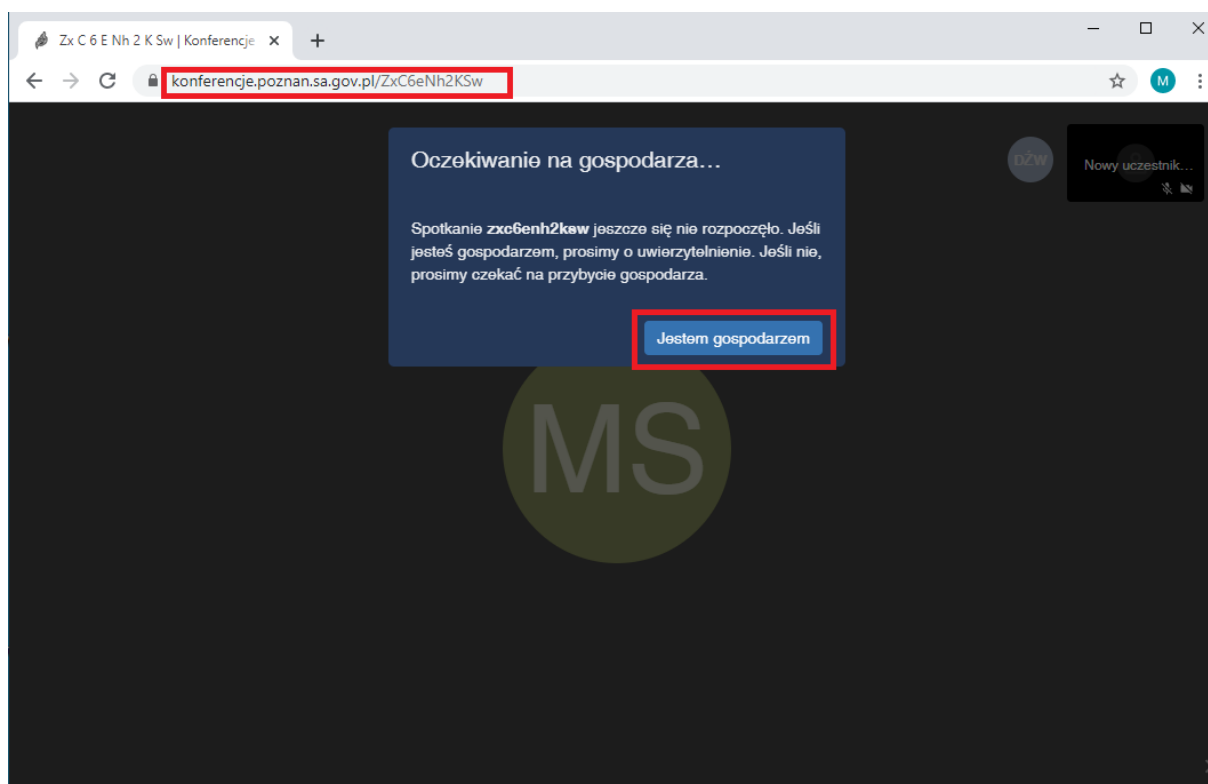 Zx C 6 E Nh 2 K Sw | Konferencje
konferencje.poznan.sa.gov.pl/ZxC6eNh2KSw
M
Oczekiwanie na gospodarza...
DŻW
Nowy uczestnik...
Spotkanie zxc6enh2ksw jeszcze się nie rozpoczęło. Jeśli
jesteś gospodarzem, prosimy o uwierzytelnienie. Jeśli nie,
prosimy czekać na przybycie gospodarza.
Jestem gospodarzem
MS